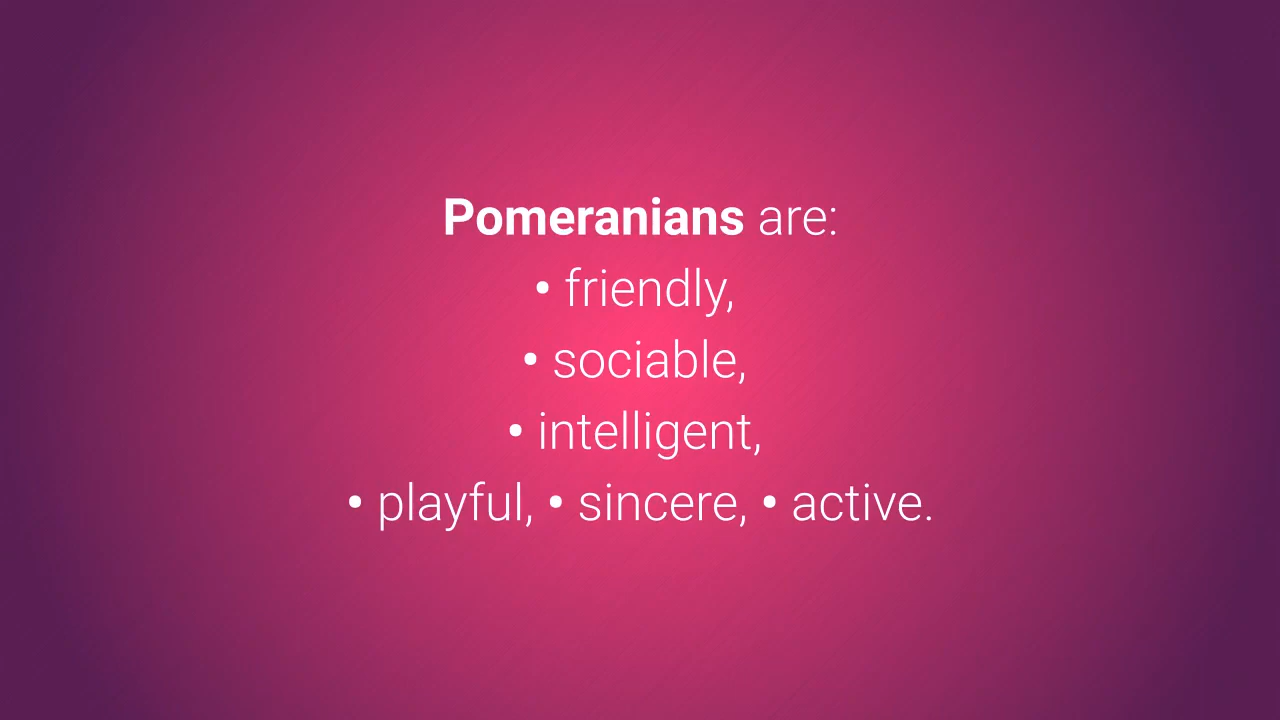 Pomeranians are:
• friendly,
• sociable,
• intelligent,
• playful, • sincere, • active.